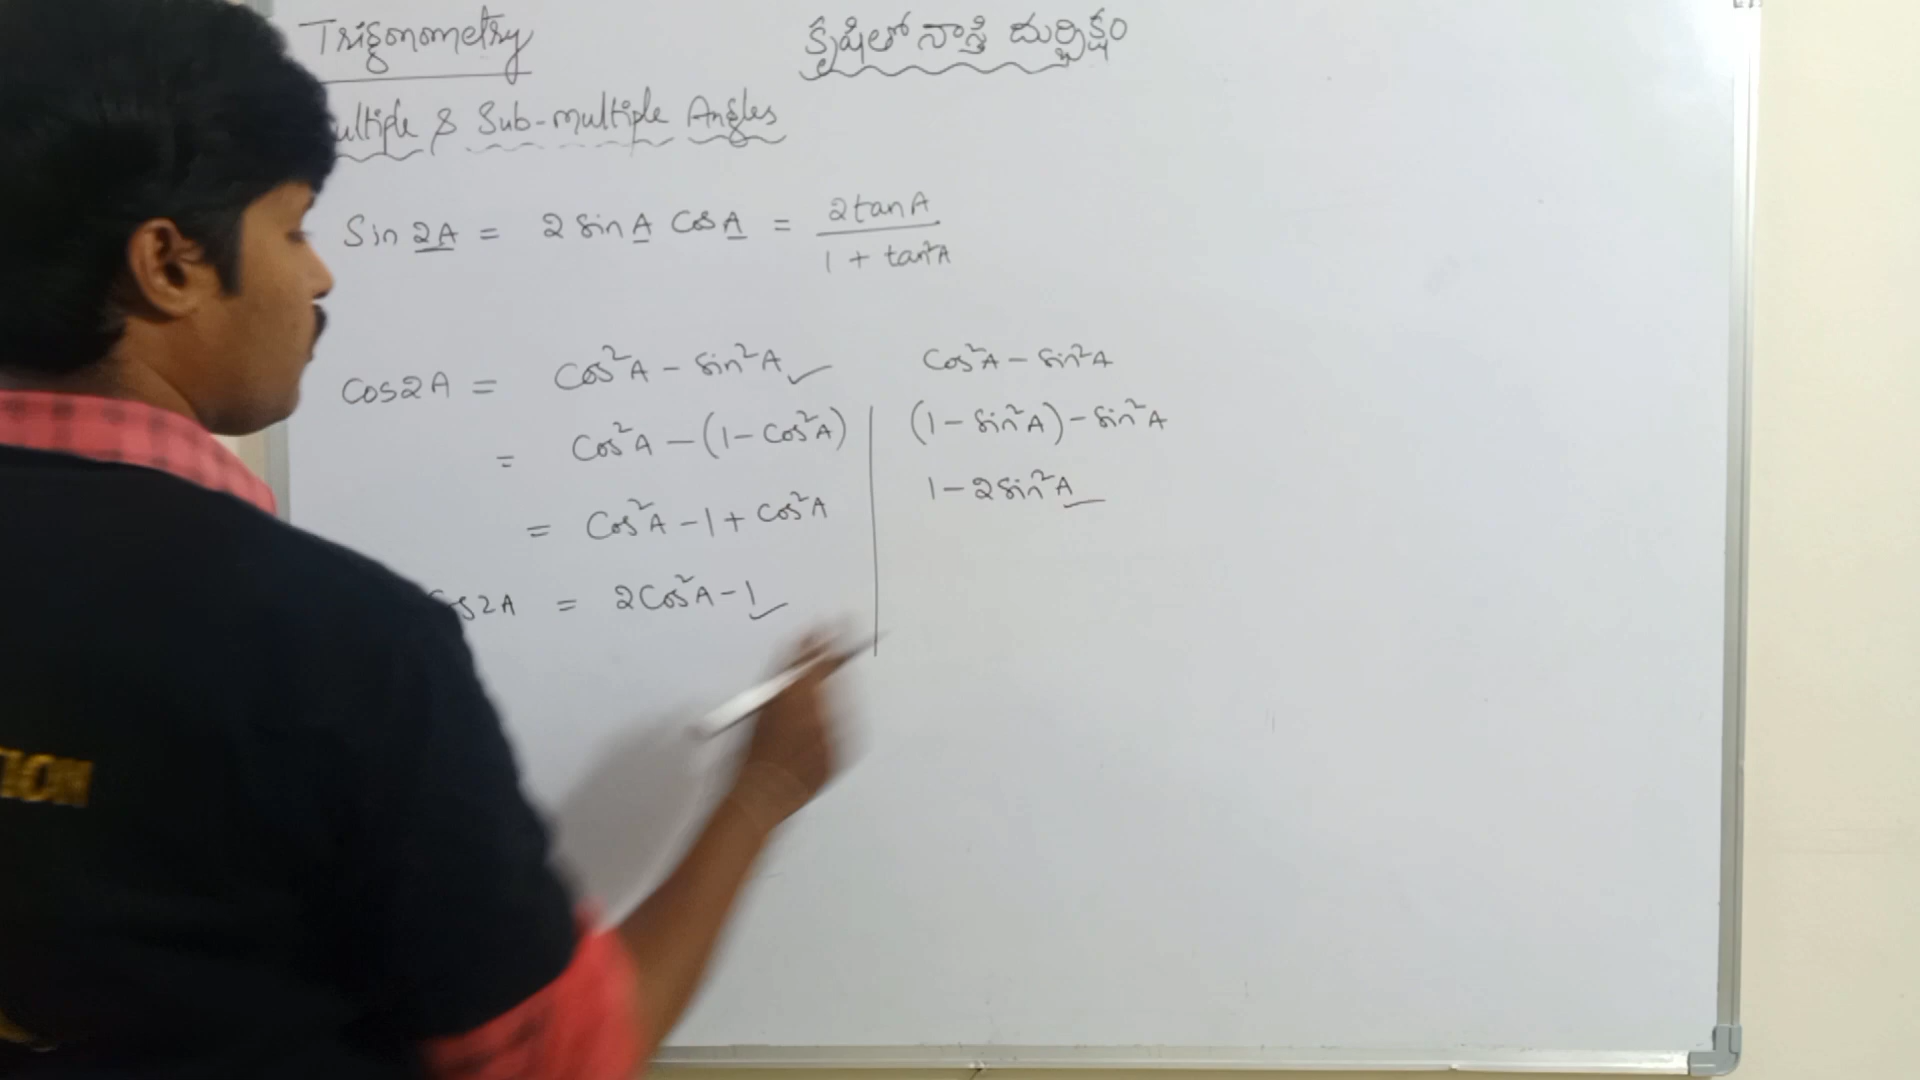 Trigonometry
కృషితో నాస్తి దుర్భిక్షం
ultiple & Sub-multiple Angles
Sin 2A = 2 sin A Cos A = 2tanA / 1 + tan²A
Cos2A = Cos²A - sin²A
= Cos²A - (1 - Cos²A)
= Cos²A - 1 + Cos²A
os2A = 2Cos²A - 1
Cos²A - sin²A
(1 - sin²A) - sin²A
1 - 2sin²A
TION